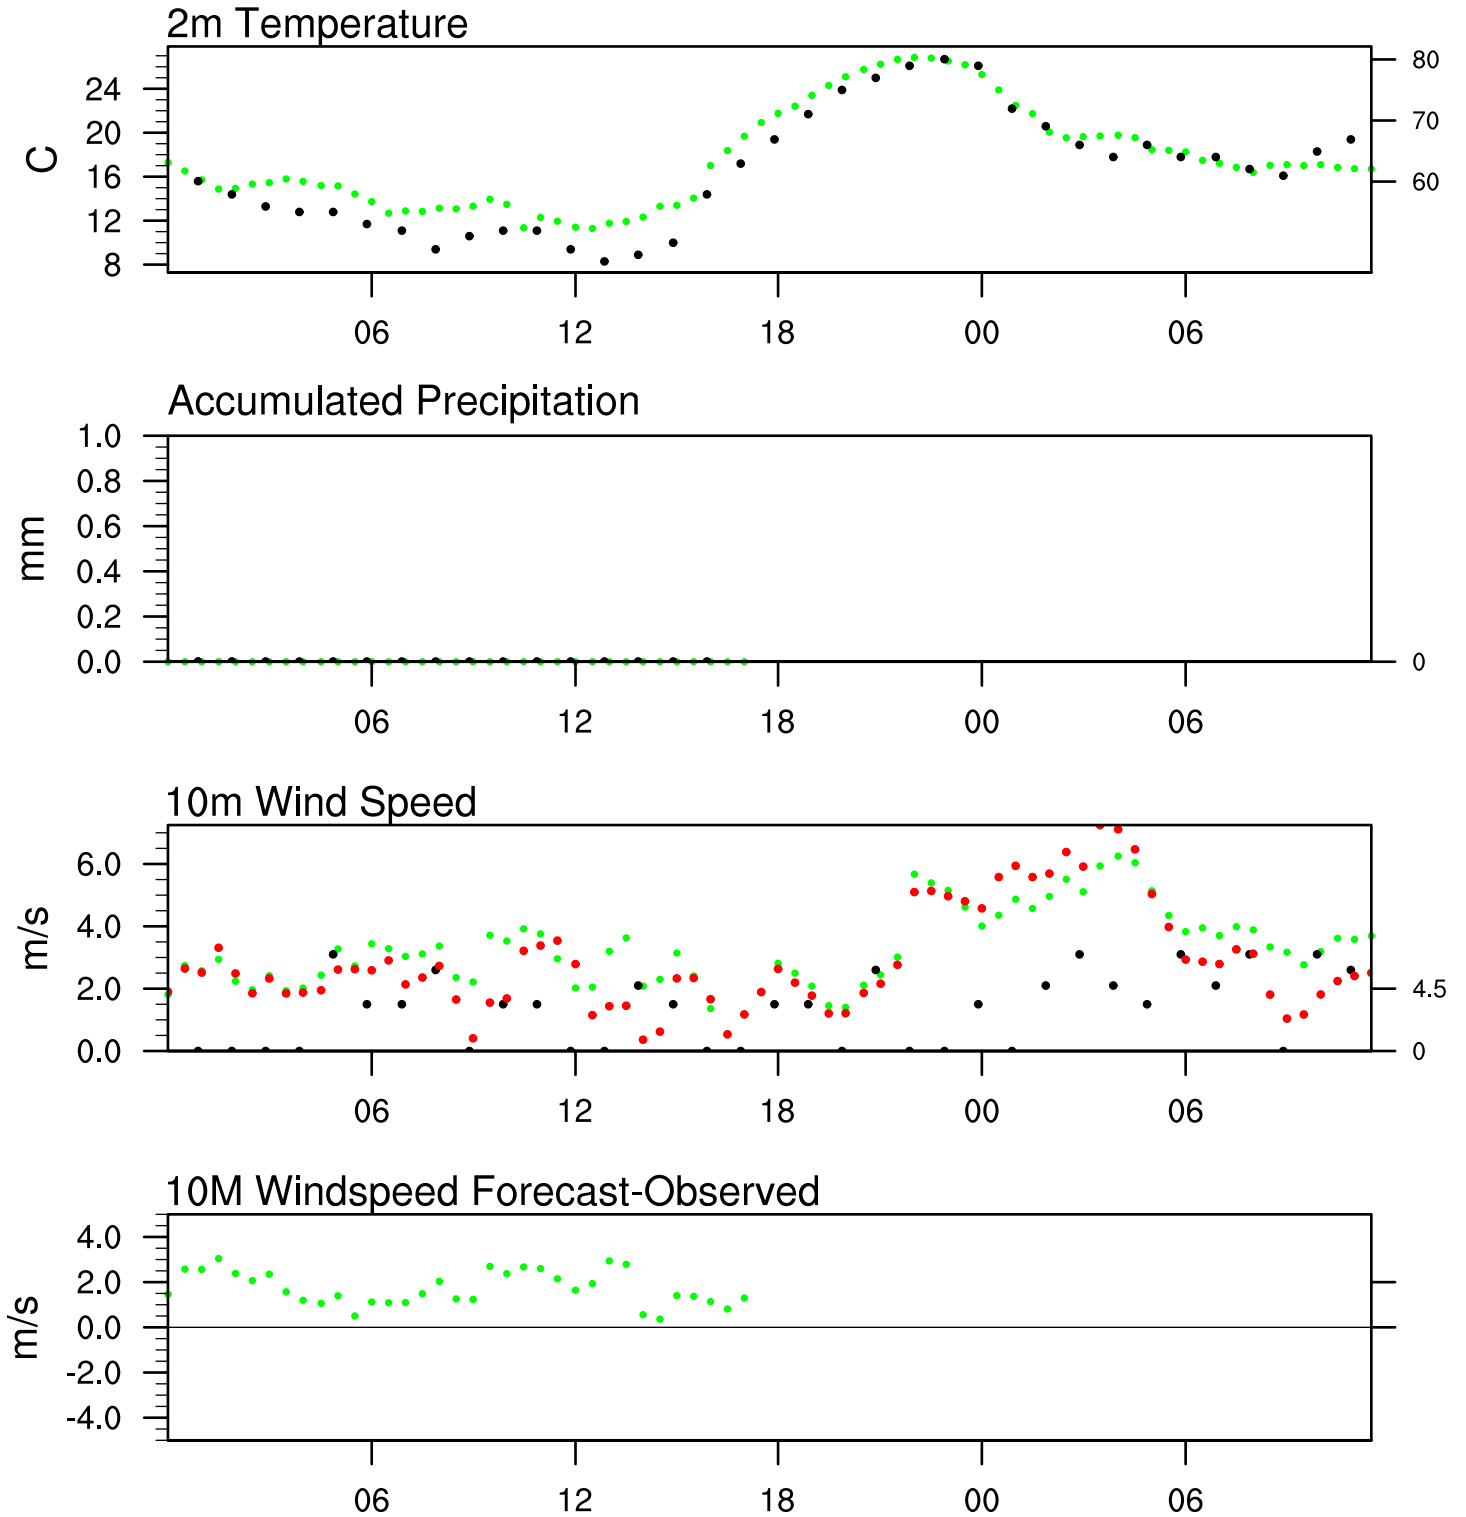 2m Temperature
24
20
16
12
8
C
80
70
60
06 12 18 00 06
Accumulated Precipitation
1.0
0.8
0.6
0.4
0.2
0.0
mm
0
06 12 18 00 06
10m Wind Speed
6.0
4.0
2.0
0.0
m/s
4.5
0
06 12 18 00 06
10M Windspeed Forecast-Observed
4.0
2.0
0.0
-2.0
-4.0
m/s
06 12 18 00 06